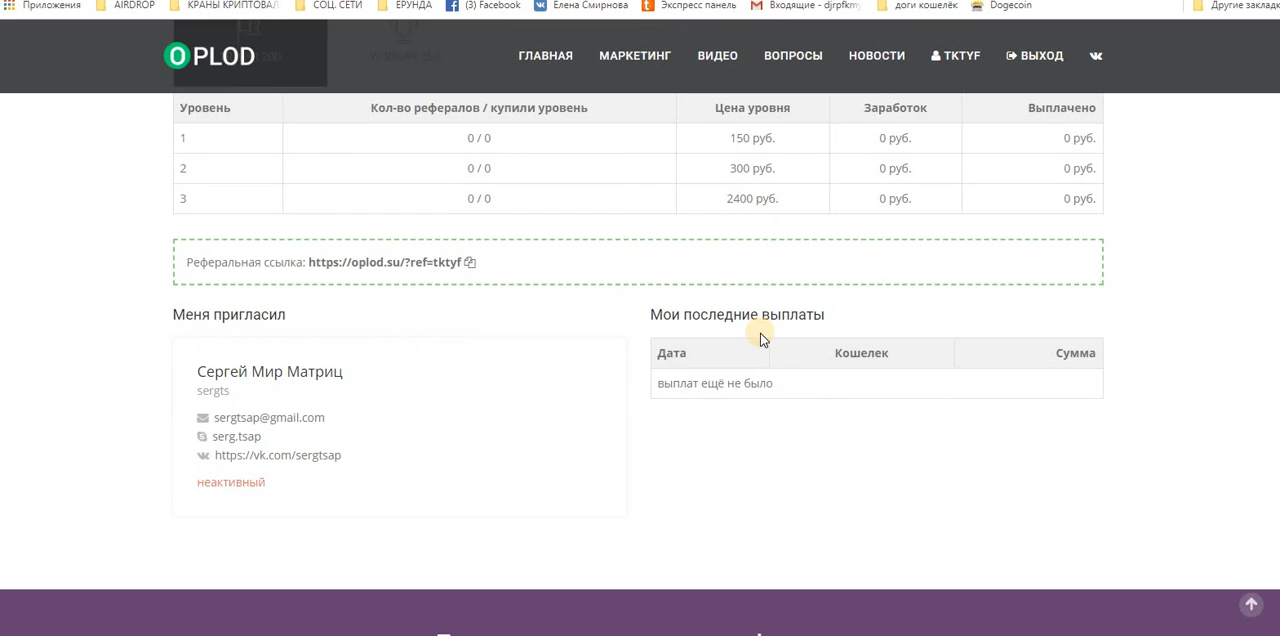 Приложения AIRDROP КРАНЫ КРИПТОВАЛ СОЦ. СЕТИ ЕРУНДА (3) Facebook Елена Смирнова Экспресс панель Входящие - djrpfkmy доги кошелёк Dogecoin Другие закладк
OPLOD ГЛАВНАЯ МАРКЕТИНГ ВИДЕО ВОПРОСЫ НОВОСТИ TKTYF ВЫХОД
Уровень Кол-во рефералов / купили уровень Цена уровня Заработок Выплачено
1 0 / 0 150 руб. 0 руб. 0 руб.
2 0 / 0 300 руб. 0 руб. 0 руб.
3 0 / 0 2400 руб. 0 руб. 0 руб.
Реферальная ссылка: https://oplod.su/?ref=tktyf
Меня пригласил Мои последние выплаты
Дата Кошелек Сумма
выплат ещё не было
Сергей Мир Матриц
sergts
sergtsap@gmail.com
serg.tsap
https://vk.com/sergtsap
неактивный